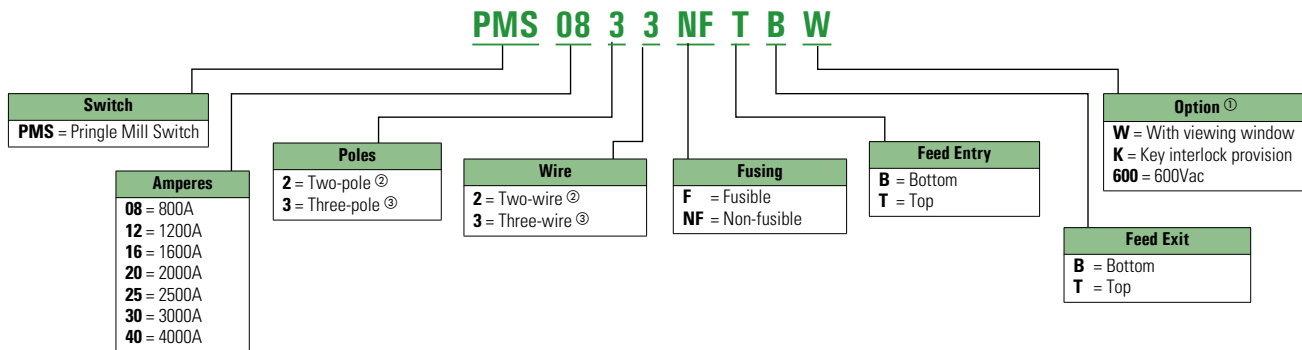 PMS 08 3 3 NF T B W
Switch
PMS = Pringle Mill Switch
Amperes
08 = 800A
12 = 1200A
16 = 1600A
20 = 2000A
25 = 2500A
30 = 3000A
40 = 4000A
Poles
2 = Two-pole ②
3 = Three-pole ③
Wire
2 = Two-wire ②
3 = Three-wire ③
Fusing
F = Fusible
NF = Non-fusible
Feed Entry
B = Bottom
T = Top
Feed Exit
B = Bottom
T = Top
Option ①
W = With viewing window
K = Key interlock provision
600 = 600Vac